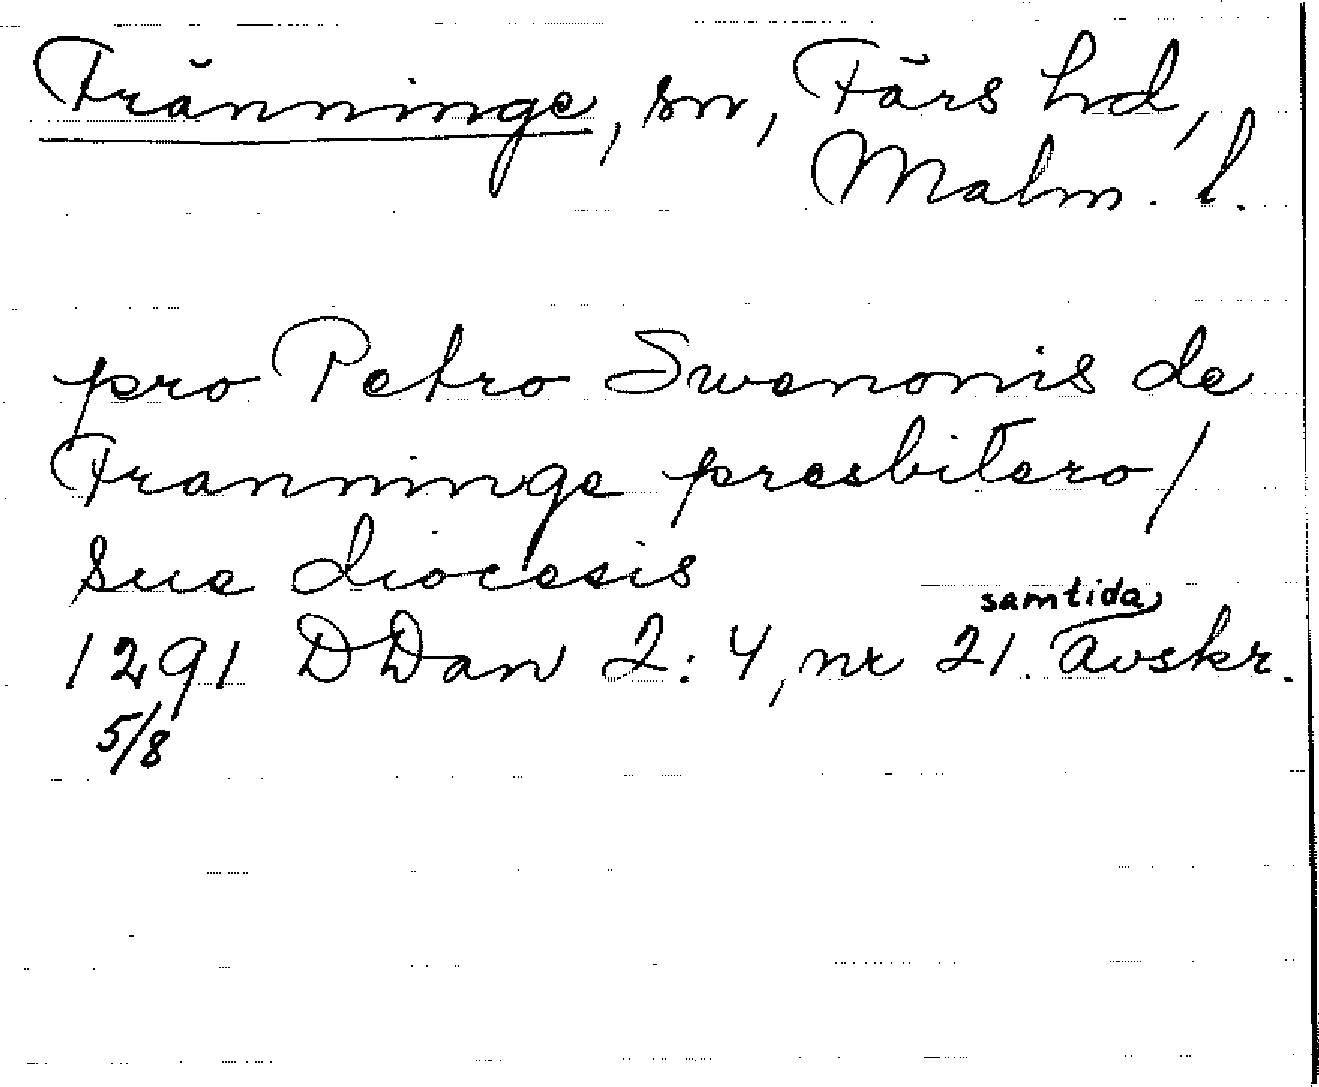 Tränninge, sn, Färs hd,
Malm. l.
pro Petro Swenonis de
Franninge presbitero /
sue diocesis
samtida
1291 DDan 2:4, nr 21. avskr.
5/8